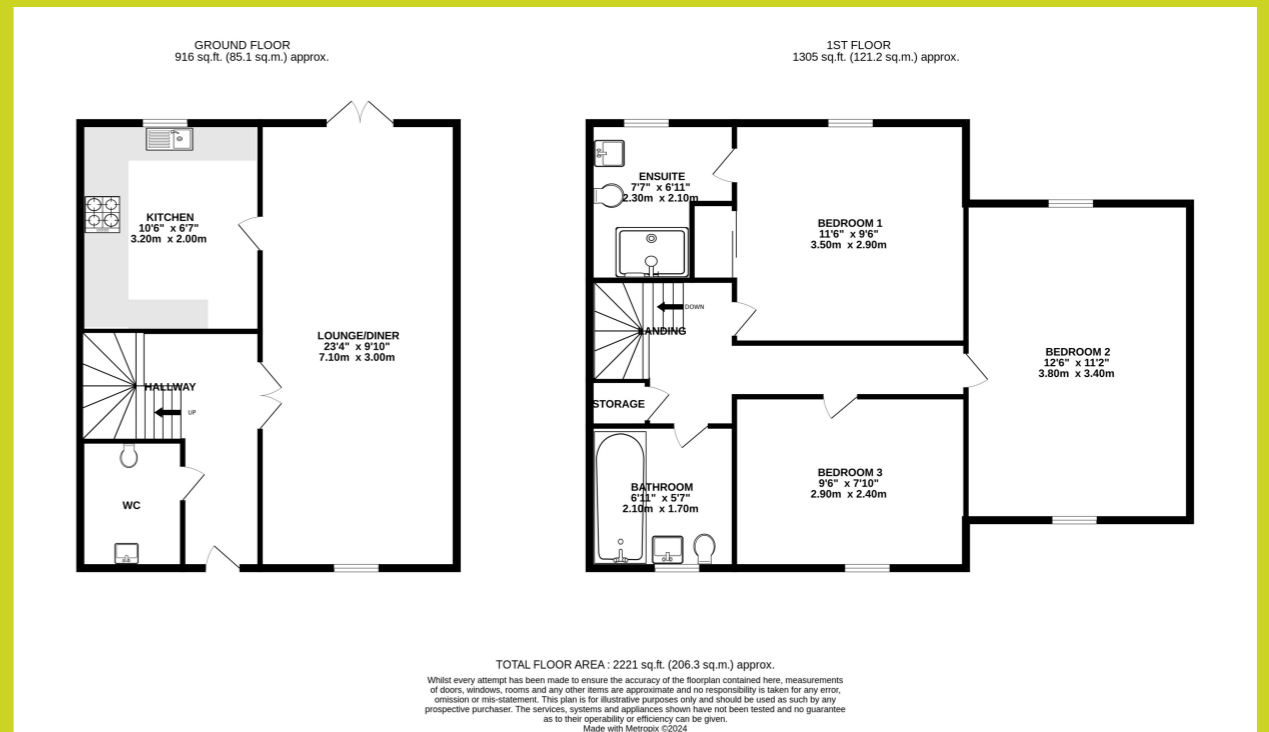 GROUND FLOOR
916 sq.ft. (85.1 sq.m.) approx.
1ST FLOOR
1305 sq.ft. (121.2 sq.m.) approx.
KITCHEN
10'6" x 6'7"
3.20m x 2.00m
LOUNGE/DINER
23'4" x 9'10"
7.10m x 3.00m
HALLWAY
UP
WC
ENSUITE
7'7" x 6'11"
2.30m x 2.10m
BEDROOM 1
11'6" x 9'6"
3.50m x 2.90m
DOWN
LANDING
BEDROOM 2
12'6" x 11'2"
3.80m x 3.40m
STORAGE
BATHROOM
6'11" x 5'7"
2.10m x 1.70m
BEDROOM 3
9'6" x 7'10"
2.90m x 2.40m
TOTAL FLOOR AREA : 2221 sq.ft. (206.3 sq.m.) approx.
Whilst every attempt has been made to ensure the accuracy of the floorplan contained here, measurements
of doors, windows, rooms and any other items are approximate and no responsibility is taken for any error,
omission or mis-statement. This plan is for illustrative purposes only and should be used as such by any
prospective purchaser. The services, systems and appliances shown have not been tested and no guarantee
as to their operability or efficiency can be given.
Made with Metropix ©2024